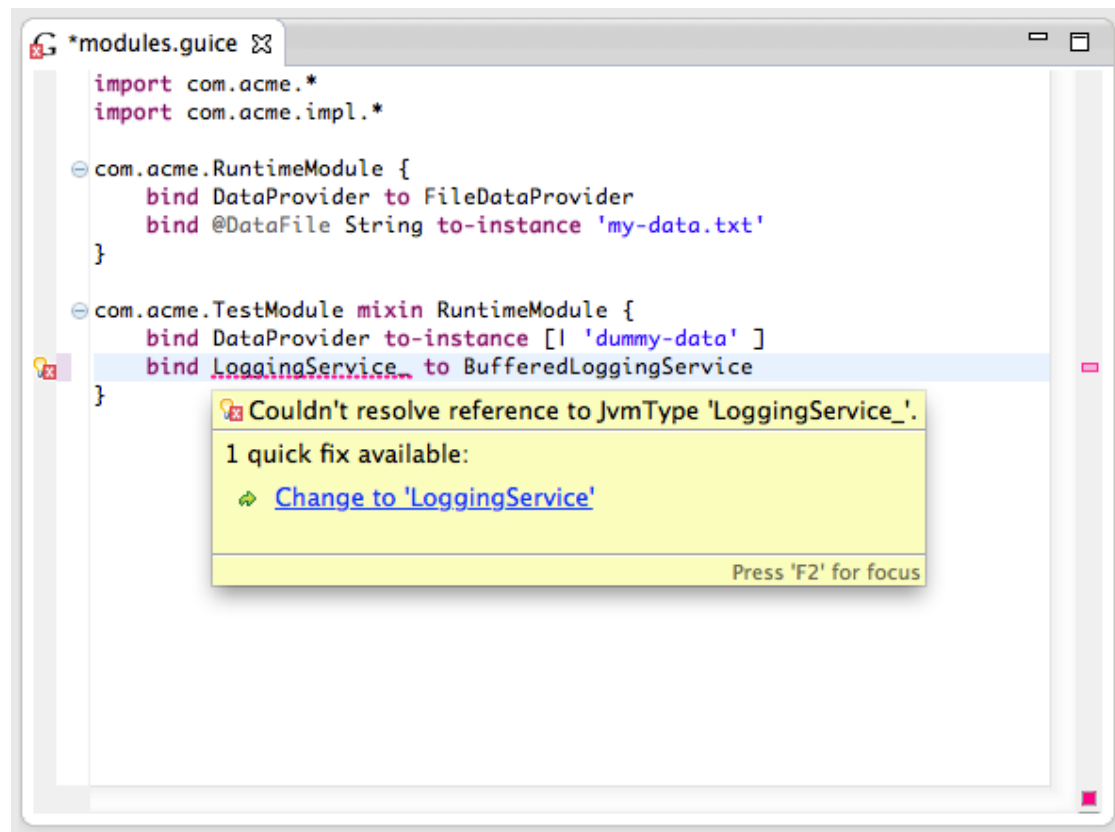 *modules.guice
import com.acme.*
import com.acme.impl.*
com.acme.RuntimeModule {
bind DataProvider to FileDataProvider
bind @DataFile String to-instance 'my-data.txt'
}
com.acme.TestModule mixin RuntimeModule {
bind DataProvider to-instance [| 'dummy-data' ]
bind LoggingService_ to BufferedLoggingService
}
Couldn't resolve reference to JvmType 'LoggingService_'.
1 quick fix available:
Change to 'LoggingService'
Press 'F2' for focus